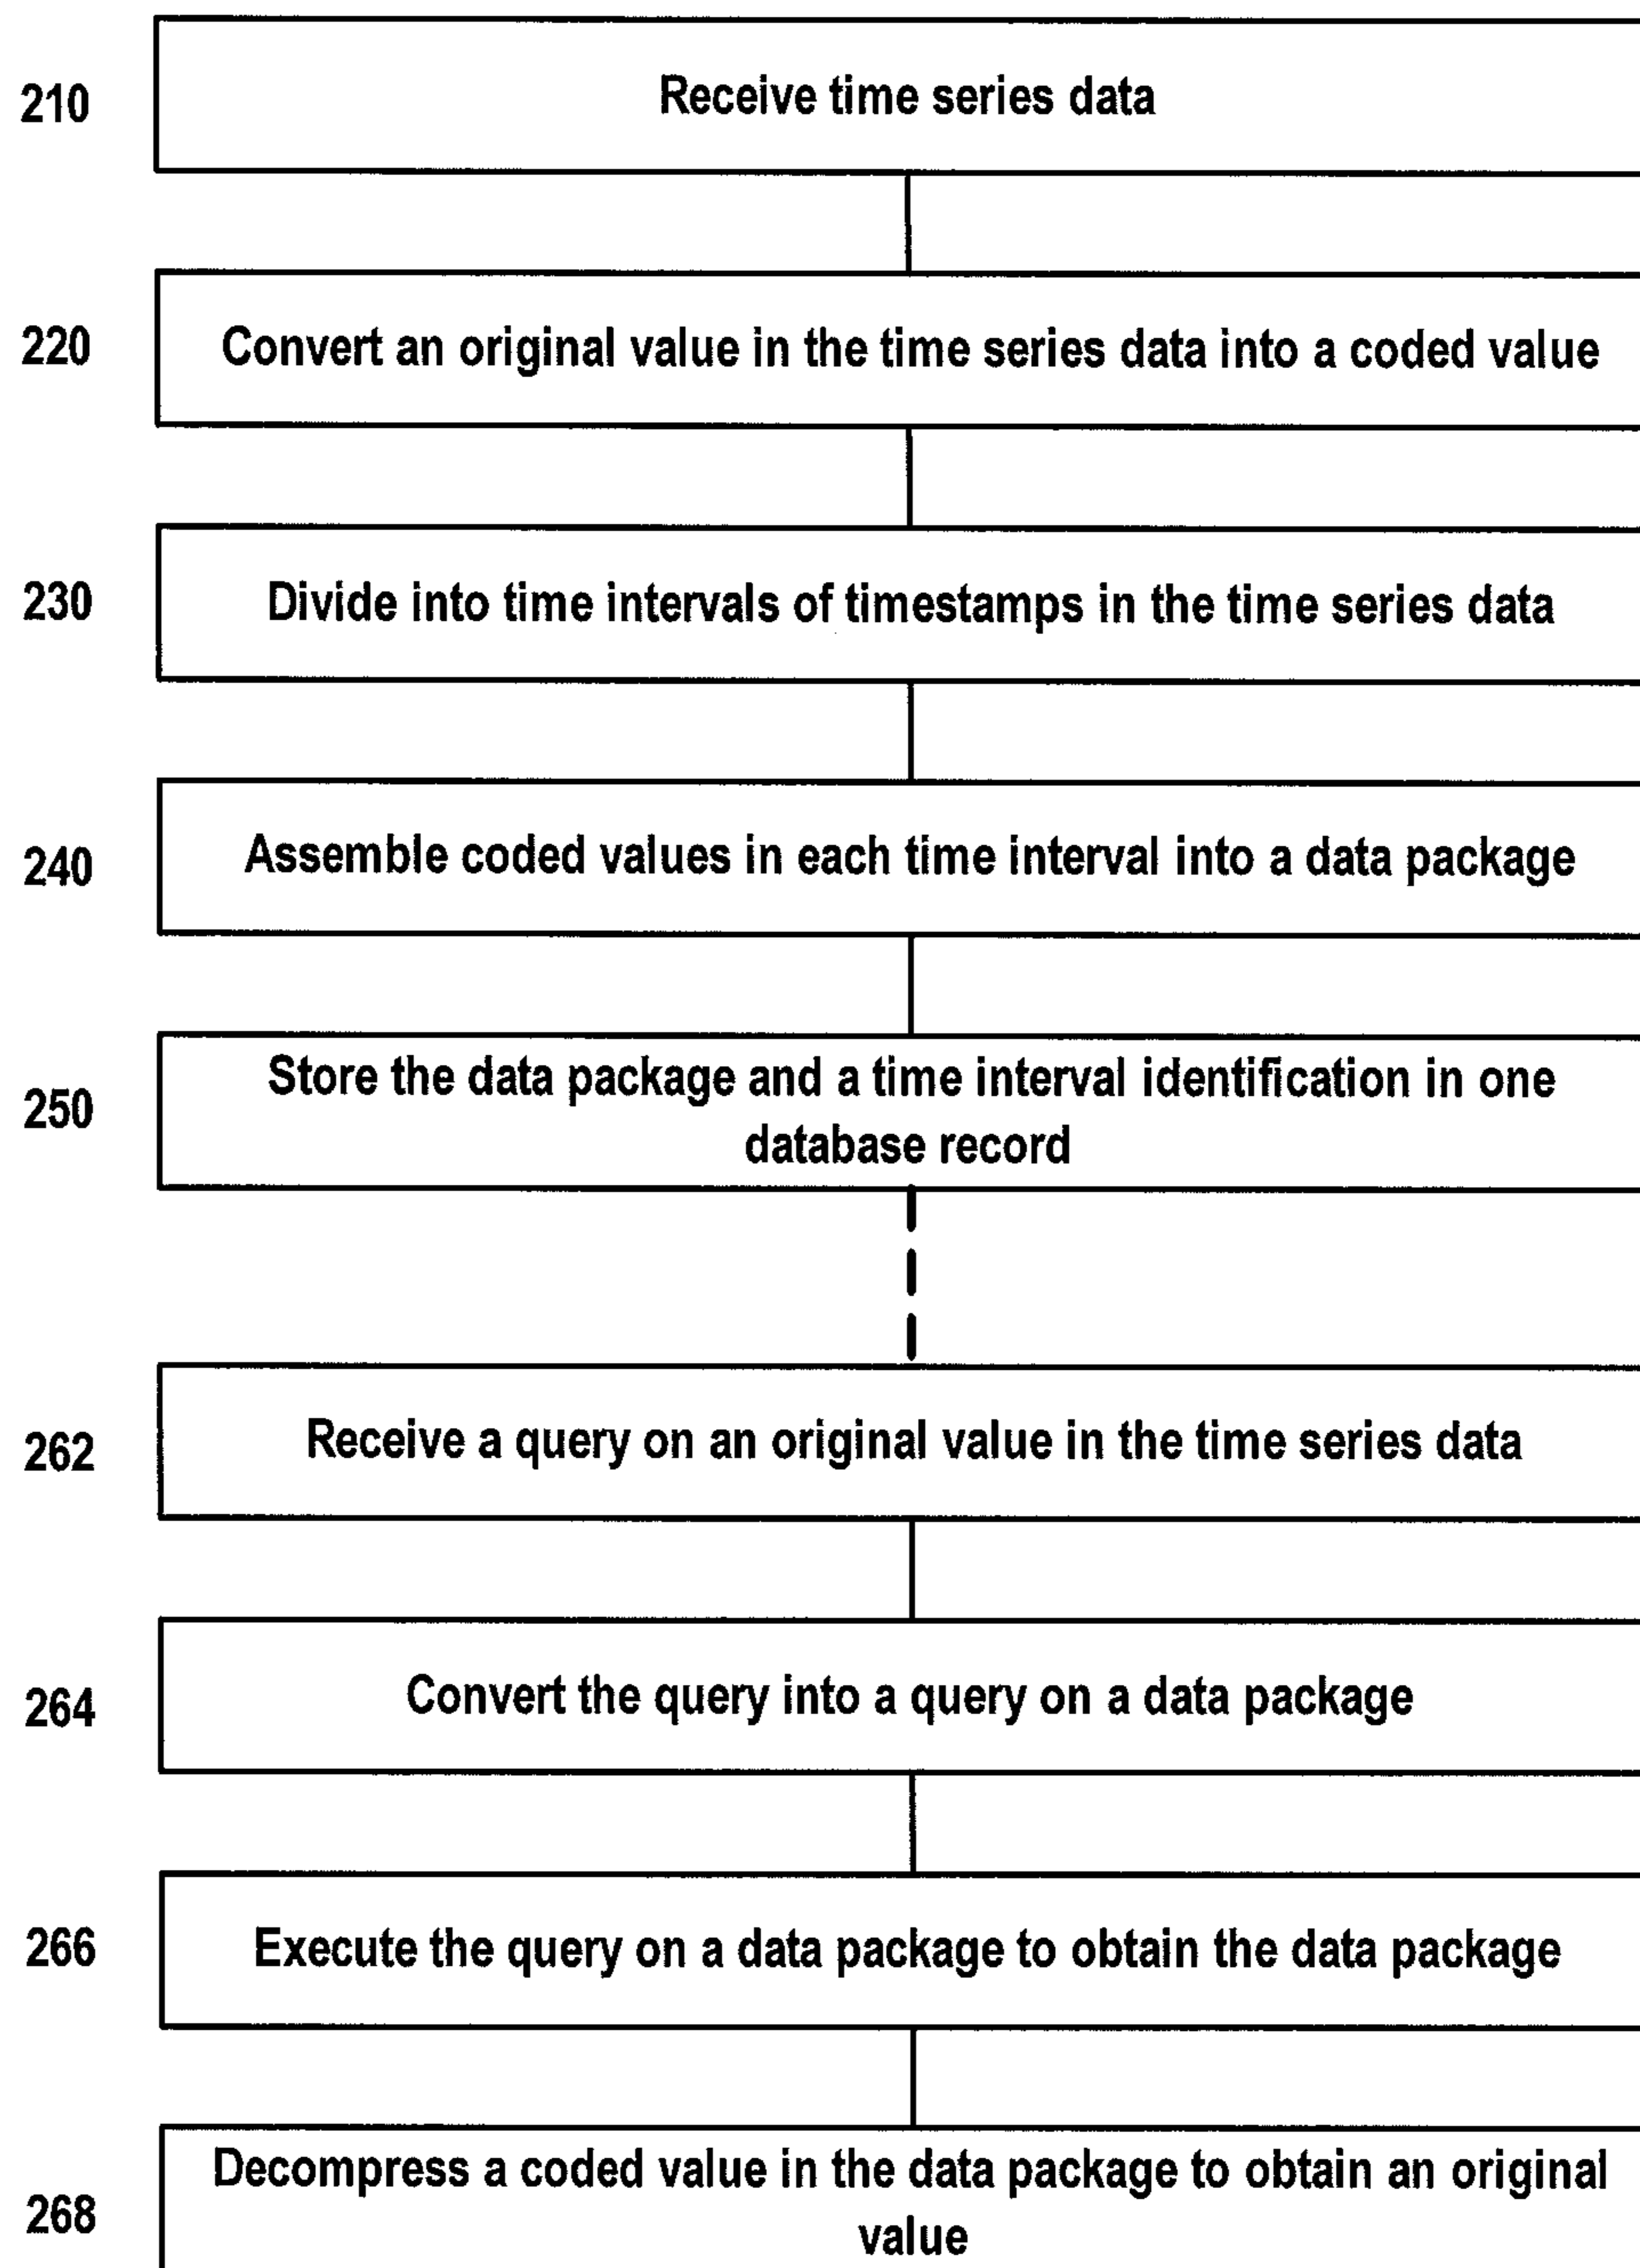 210
Receive time series data
220
Convert an original value in the time series data into a coded value
230
Divide into time intervals of timestamps in the time series data
240
Assemble coded values in each time interval into a data package
250
Store the data package and a time interval identification in one
database record
262
Receive a query on an original value in the time series data
264
Convert the query into a query on a data package
266
Execute the query on a data package to obtain the data package
268
Decompress a coded value in the data package to obtain an original
value